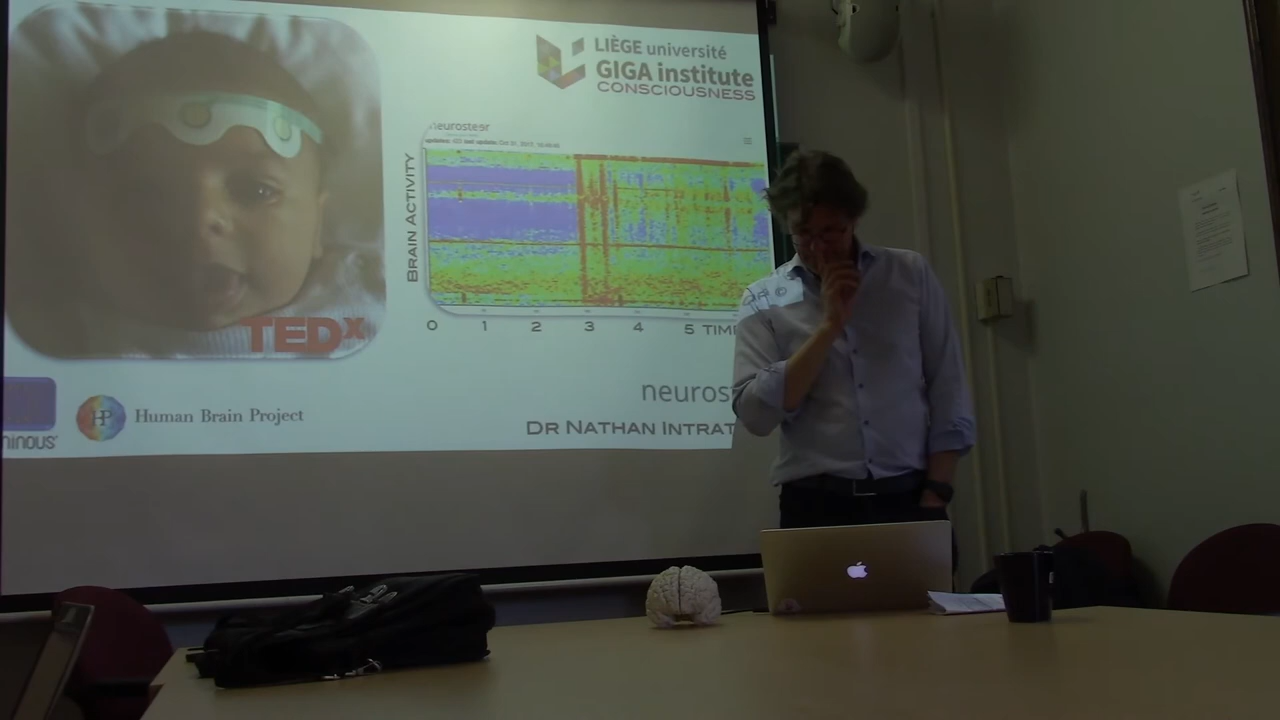 LIÈGE université
GIGA institute
CONSCIOUSNESS
neurosteer
BRAIN ACTIVITY
0 1 2 3 4 5 TIME
TEDx
Human Brain Project
neuros
DR NATHAN INTRAT